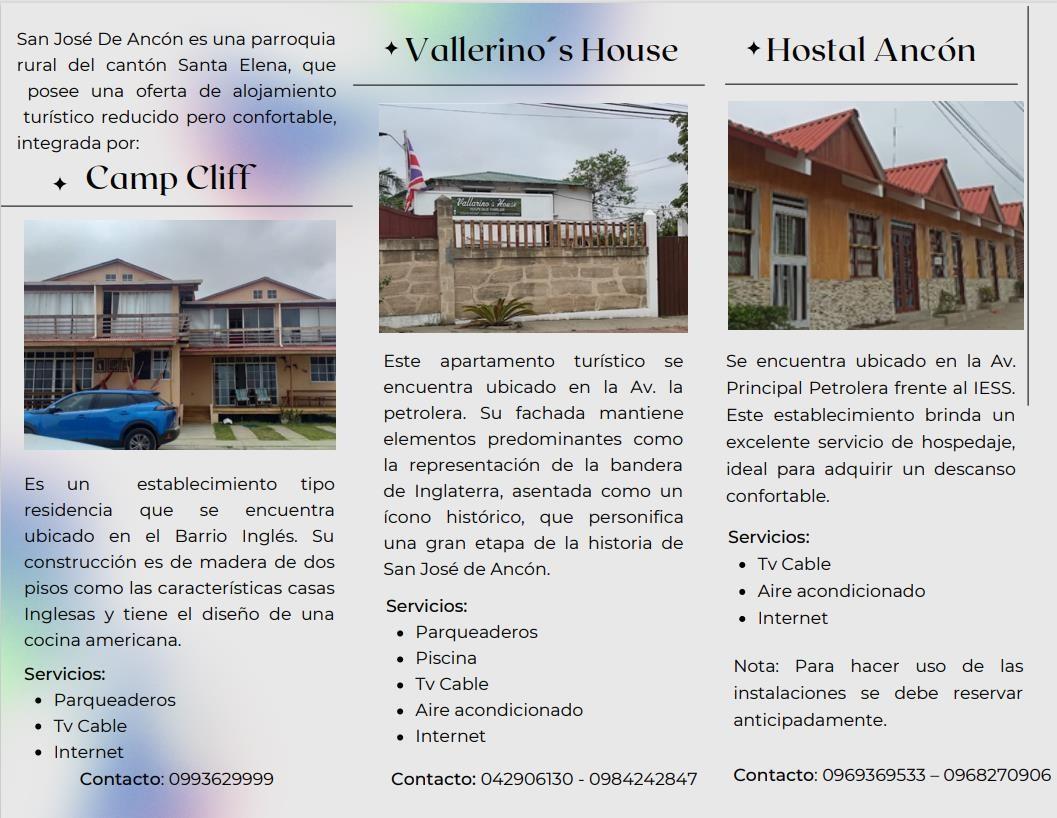 San José De Ancón es una parroquia
rural del cantón Santa Elena, que
posee una oferta de alojamiento
turístico reducido pero confortable,
integrada por:
Camp Cliff
Es un establecimiento tipo
residencia que se encuentra
ubicado en el Barrio Inglés. Su
construcción es de madera de dos
pisos como las características casas
Inglesas y tiene el diseño de una
cocina americana.
Servicios:
• Parqueaderos
• Tv Cable
• Internet
Contacto: 0993629999
Vallerino´s House
Vallarino's House
Este apartamento turístico se
encuentra ubicado en la Av. la
petrolera. Su fachada mantiene
elementos predominantes como
la representación de la bandera
de Inglaterra, asentada como un
ícono histórico, que personifica
una gran etapa de la historia de
San José de Ancón.
Servicios:
• Parqueaderos
• Piscina
• Tv Cable
• Aire acondicionado
• Internet
Contacto: 042906130 - 0984242847
Hostal Ancón
Se encuentra ubicado en la Av.
Principal Petrolera frente al IESS.
Este establecimiento brinda un
excelente servicio de hospedaje,
ideal para adquirir un descanso
confortable.
Servicios:
• Tv Cable
• Aire acondicionado
• Internet
Nota: Para hacer uso de las
instalaciones se debe reservar
anticipadamente.
Contacto: 0969369533 – 0968270906